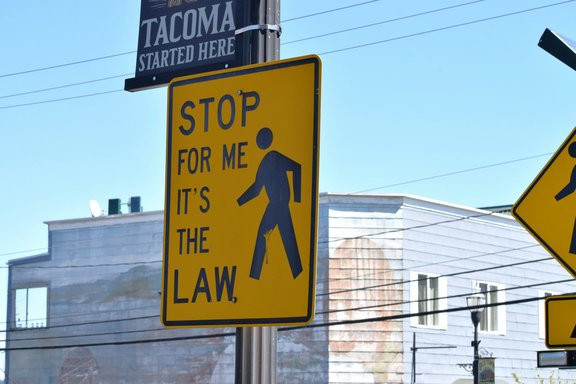 TACOMA
STARTED HERE
STOP
FOR ME
IT'S
THE
LAW.